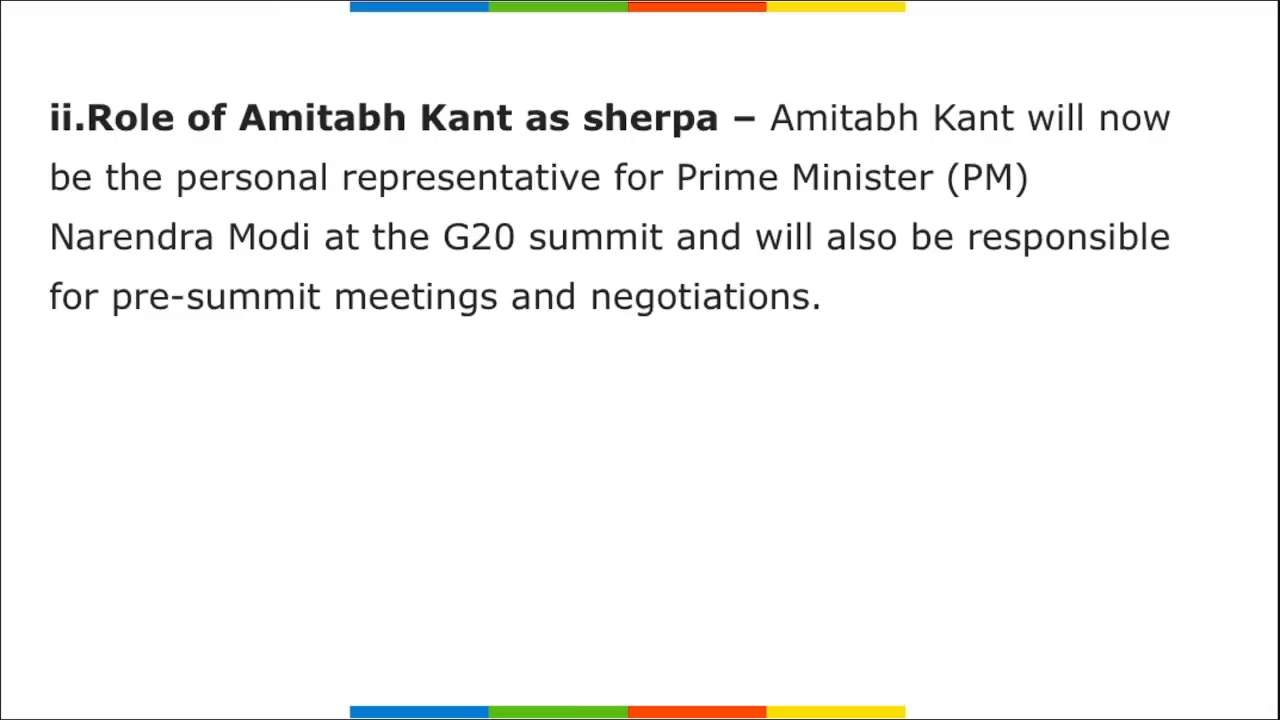 ii.Role of Amitabh Kant as sherpa – Amitabh Kant will now
be the personal representative for Prime Minister (PM)
Narendra Modi at the G20 summit and will also be responsible
for pre-summit meetings and negotiations.